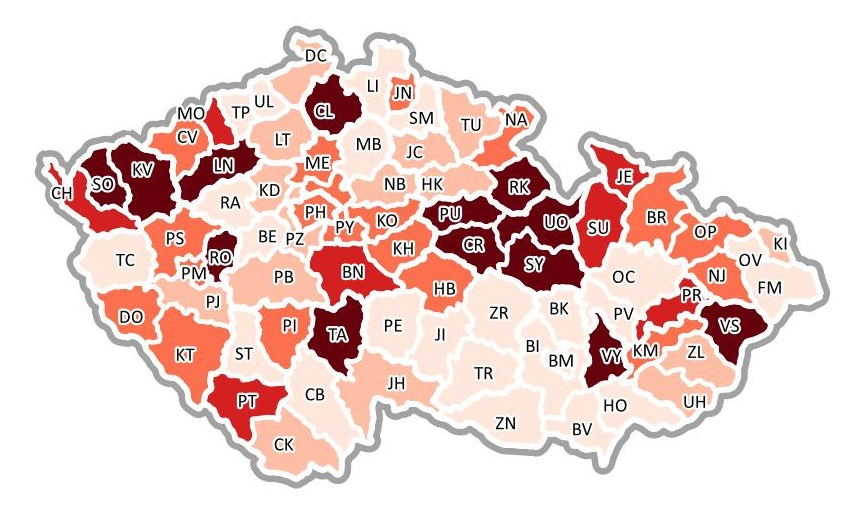 DC
LI
JN
UL
TP
MO
CL
SM
TU
NA
CV
LT
MB
JC
ME
LN
KV
SO
CH
RA
KD
NB
HK
RK
JE
PH
PY
KO
PU
UO
SU
BR
OP
KI
PS
BE
PZ
KH
CR
SY
OV
TC
RO
PM
PB
BN
HB
OC
NJ
FM
PJ
PR
DO
PI
TA
PE
JI
ZR
BK
PV
VS
KT
ST
BI
BM
VY
KM
ZL
PT
CB
JH
TR
HO
UH
CK
ZN
BV